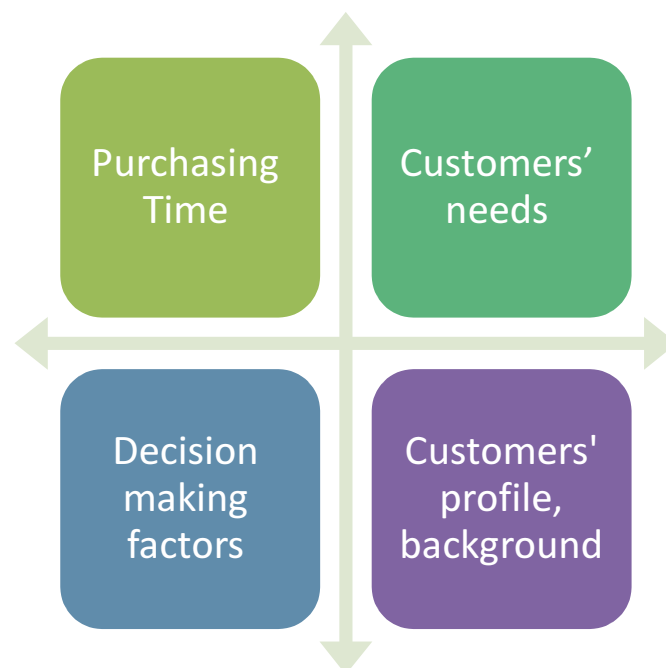 Purchasing
Time
Customers’
needs
Decision
making
factors
Customers'
profile,
background